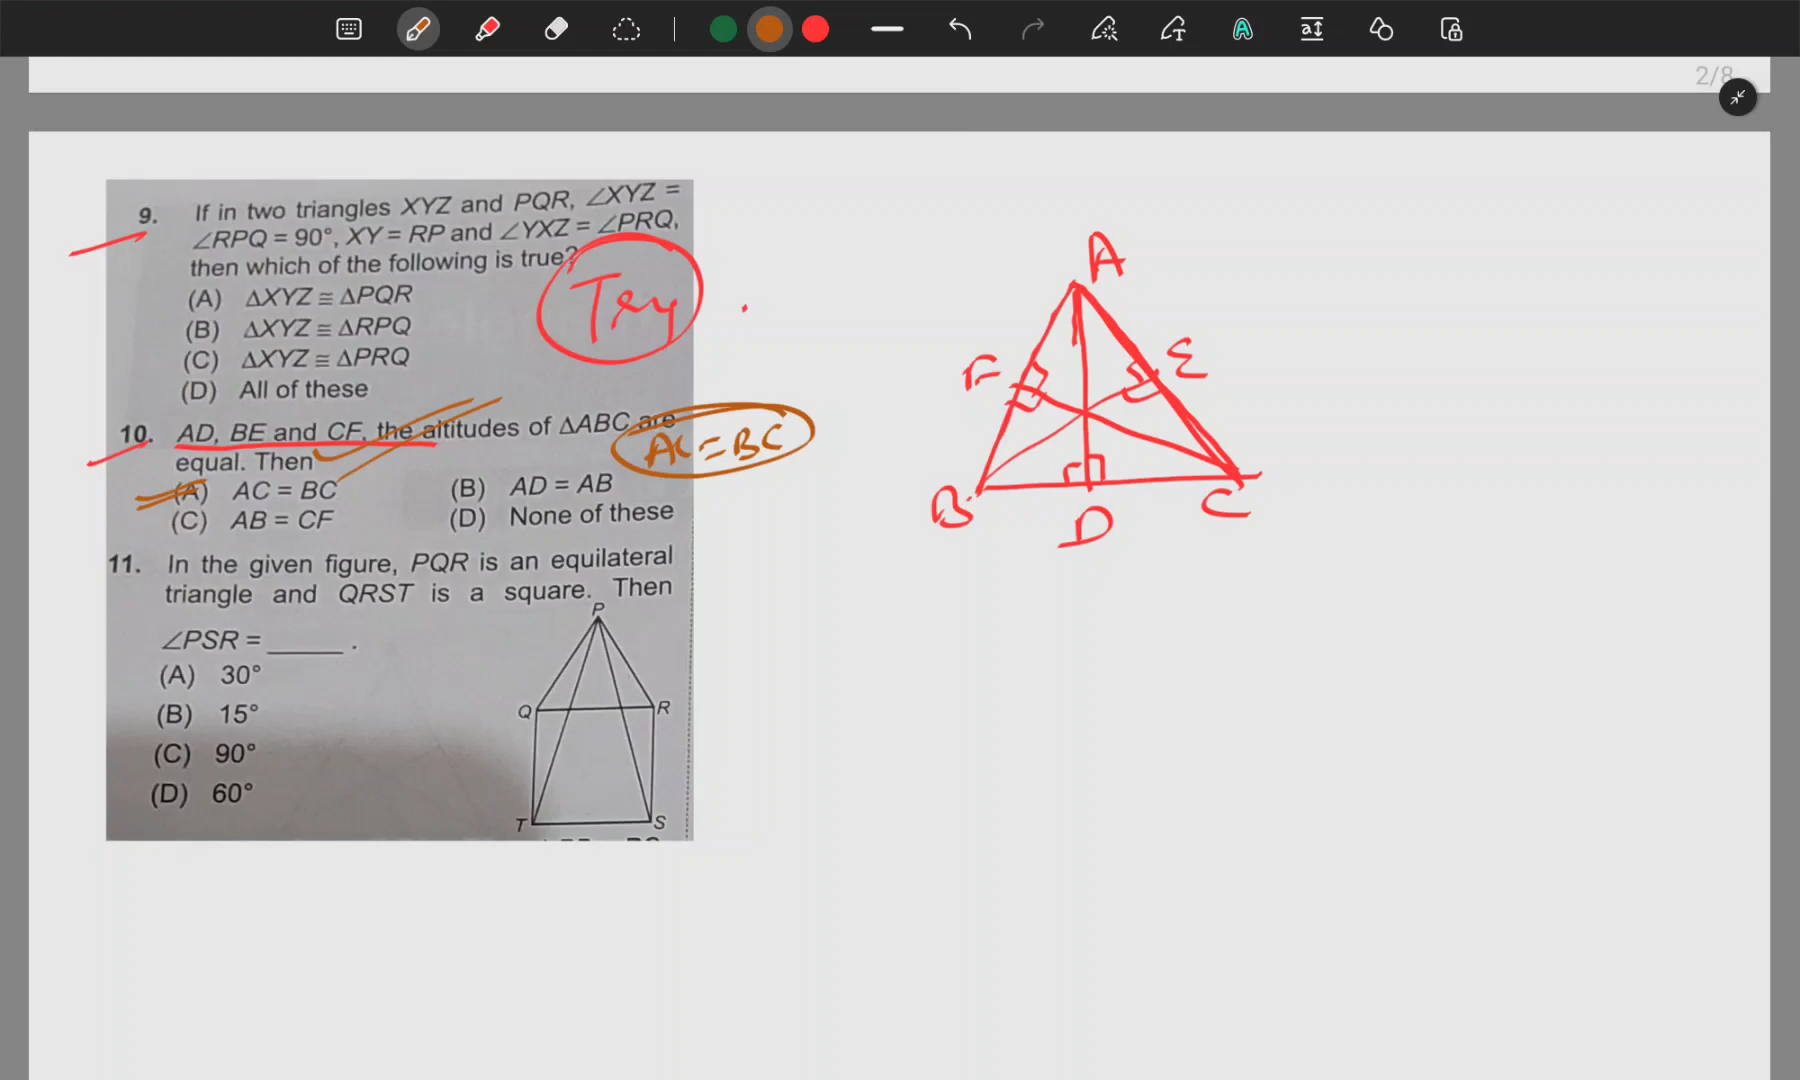 2/8
9. If in two triangles XYZ and PQR, ∠XYZ =
∠RPQ = 90°, XY = RP and ∠YXZ = ∠PRQ,
then which of the following is true?
(A) ΔXYZ ≅ ΔPQR
(B) ΔXYZ ≅ ΔRPQ
(C) ΔXYZ ≅ ΔPRQ
(D) All of these
Try
10. AD, BE and CF, the altitudes of ΔABC are
equal. Then
AC = BC
(A) AC = BC (B) AD = AB
(C) AB = CF (D) None of these
11. In the given figure, PQR is an equilateral
triangle and QRST is a square. Then
∠PSR = ______ .
(A) 30°
(B) 15°
(C) 90°
(D) 60°
P
Q R
T S
A
F E
B D C